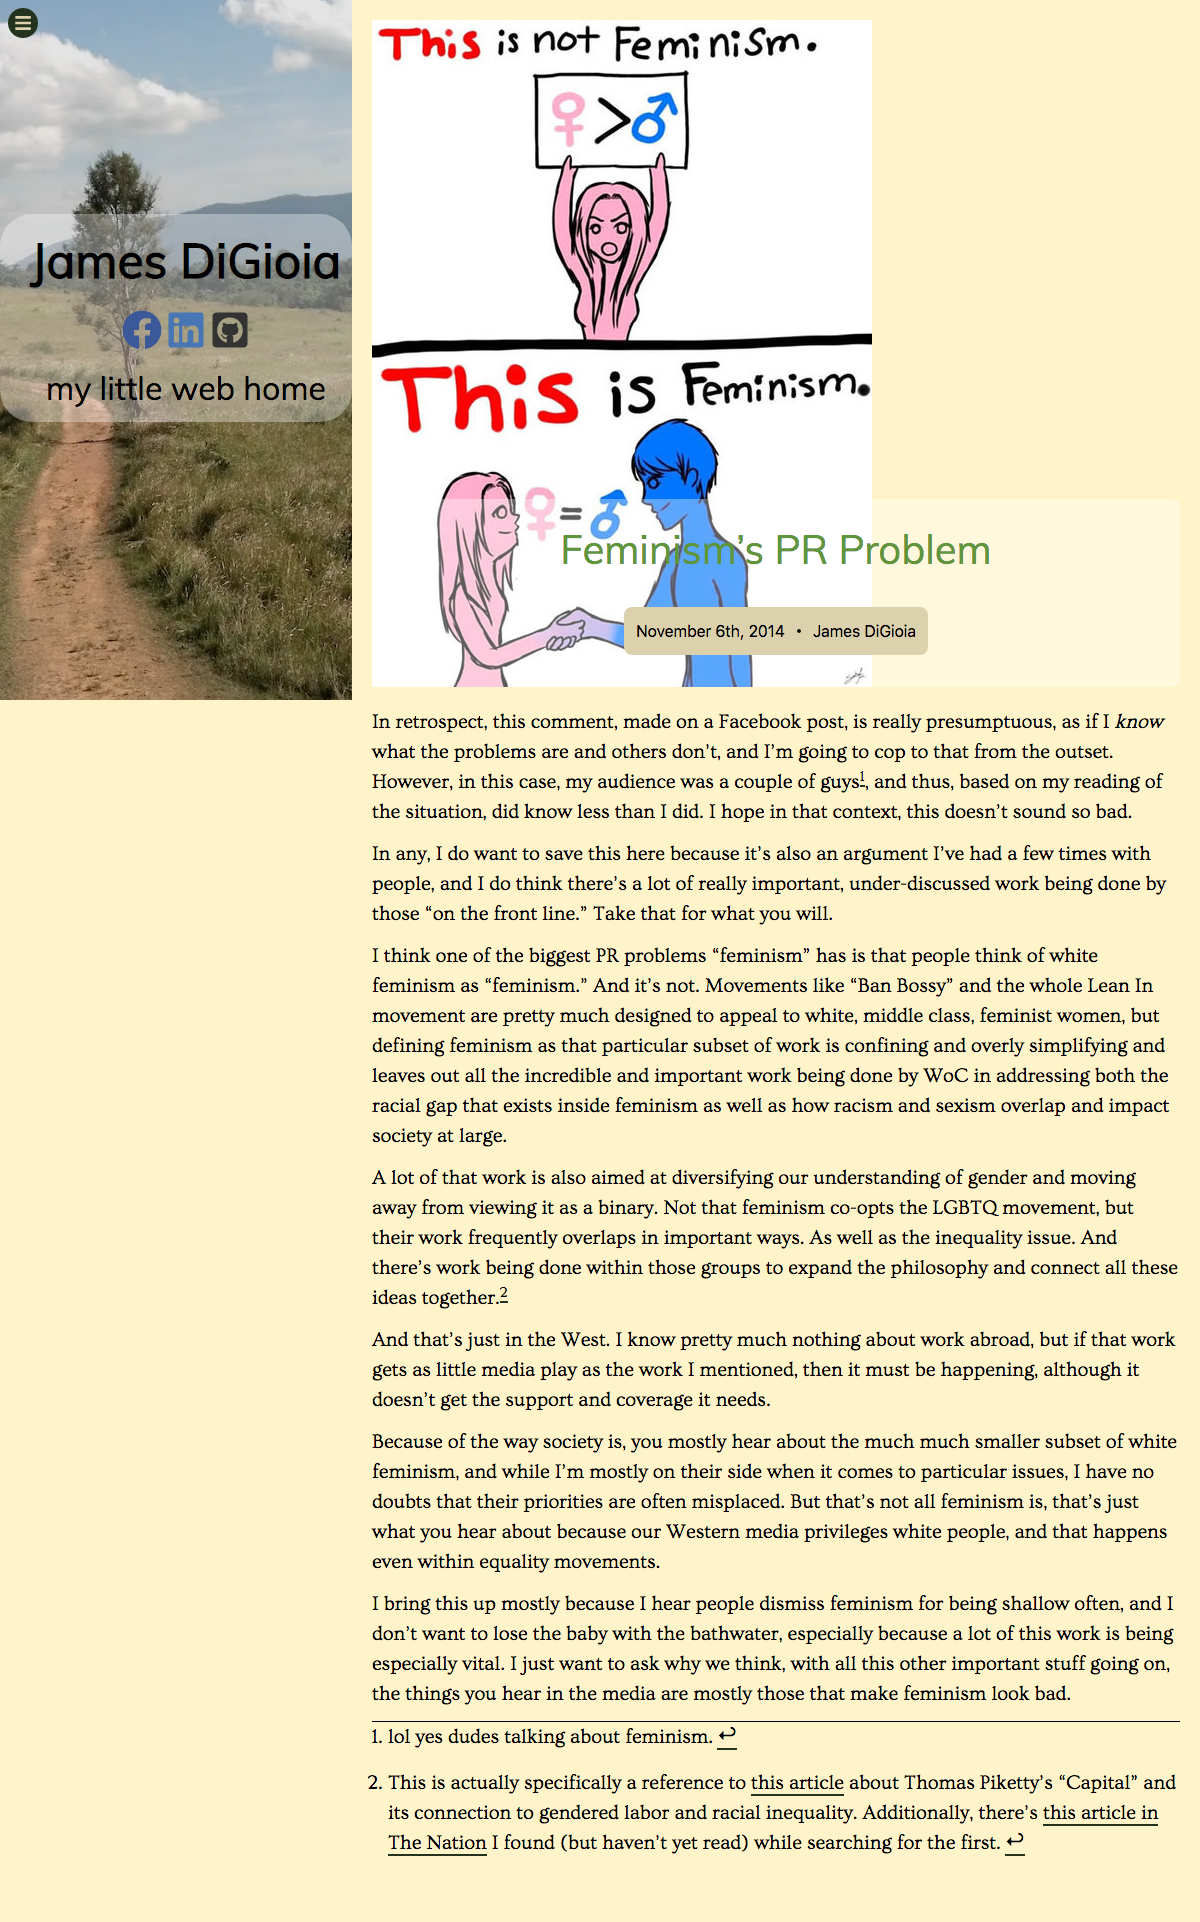 James DiGioia
my little web home
This is not Feminism.
♀>♂
This is Feminism.
♀=♂
Feminism’s PR Problem
November 6th, 2014 • James DiGioia
In retrospect, this comment, made on a Facebook post, is really presumptuous, as if I know
what the problems are and others don’t, and I’m going to cop to that from the outset.
However, in this case, my audience was a couple of guys1, and thus, based on my reading of
the situation, did know less than I did. I hope in that context, this doesn’t sound so bad.
In any, I do want to save this here because it’s also an argument I’ve had a few times with
people, and I do think there’s a lot of really important, under-discussed work being done by
those “on the front line.” Take that for what you will.
I think one of the biggest PR problems “feminism” has is that people think of white
feminism as “feminism.” And it’s not. Movements like “Ban Bossy” and the whole Lean In
movement are pretty much designed to appeal to white, middle class, feminist women, but
defining feminism as that particular subset of work is confining and overly simplifying and
leaves out all the incredible and important work being done by WoC in addressing both the
racial gap that exists inside feminism as well as how racism and sexism overlap and impact
society at large.
A lot of that work is also aimed at diversifying our understanding of gender and moving
away from viewing it as a binary. Not that feminism co-opts the LGBTQ movement, but
their work frequently overlaps in important ways. As well as the inequality issue. And
there’s work being done within those groups to expand the philosophy and connect all these
ideas together.2
And that’s just in the West. I know pretty much nothing about work abroad, but if that work
gets as little media play as the work I mentioned, then it must be happening, although it
doesn’t get the support and coverage it needs.
Because of the way society is, you mostly hear about the much much smaller subset of white
feminism, and while I’m mostly on their side when it comes to particular issues, I have no
doubts that their priorities are often misplaced. But that’s not all feminism is, that’s just
what you hear about because our Western media privileges white people, and that happens
even within equality movements.
I bring this up mostly because I hear people dismiss feminism for being shallow often, and I
don’t want to lose the baby with the bathwater, especially because a lot of this work is being
especially vital. I just want to ask why we think, with all this other important stuff going on,
the things you hear in the media are mostly those that make feminism look bad.
1. lol yes dudes talking about feminism. ↩
2. This is actually specifically a reference to this article about Thomas Piketty’s “Capital” and
its connection to gendered labor and racial inequality. Additionally, there’s this article in
The Nation I found (but haven’t yet read) while searching for the first. ↩